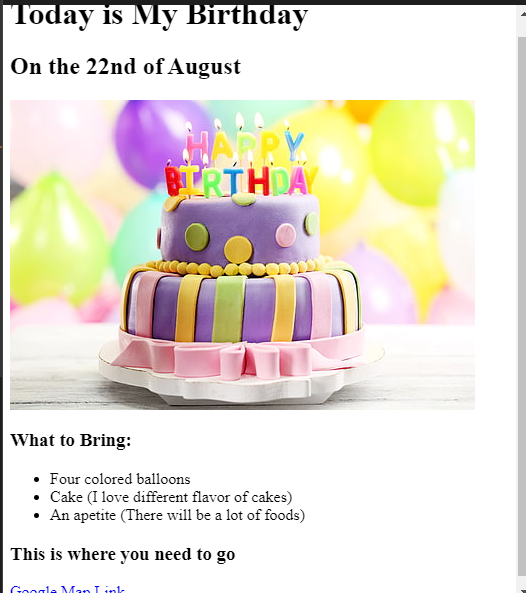 Today is My Birthday
On the 22nd of August
HAPPY
BIRTHDAY
What to Bring:
Four colored balloons
Cake (I love different flavor of cakes)
An apetite (There will be a lot of foods)
This is where you need to go
Google Map Link